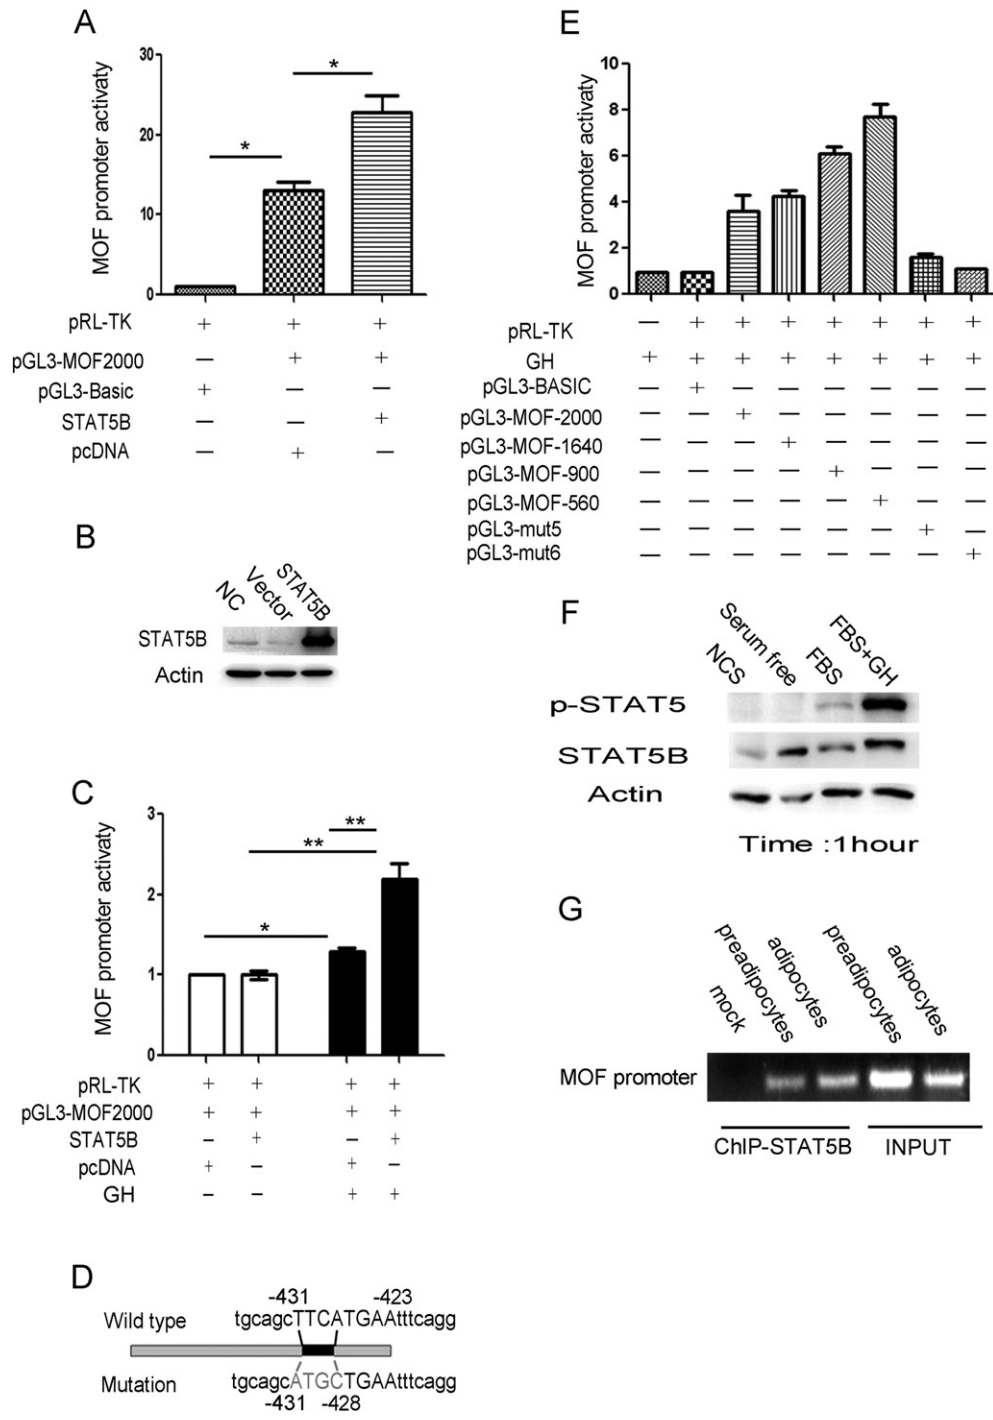 A
MOF promoter activaty
30
20
10
0
*
*
pRL-TK + + +
pGL3-MOF2000 — + +
pGL3-Basic + — —
STAT5B — — +
pcDNA — + —
B
NC Vector STAT5B
STAT5B
Actin
C
MOF promoter activaty
3
2
1
0
**
**
*
pRL-TK + + + +
pGL3-MOF2000 + + + +
STAT5B – + – +
pcDNA + – + –
GH – – + +
D
-431 -423
Wild type tgcagcTTCATGAAtttcagg
Mutation tgcagcATGCTGAAtttcagg
-431 -428
E
MOF promoter activaty
10
8
6
4
2
0
pRL-TK — + + + + + + +
GH + + + + + + + +
pGL3-BASIC — + — — — — — —
pGL3-MOF-2000 — — + — — — — —
pGL3-MOF-1640 — — — + — — — —
pGL3-MOF-900 — — — — + — — —
pGL3-MOF-560 — — — — — + — —
pGL3-mut5 — — — — — — + —
pGL3-mut6 — — — — — — — +
F
NCS Serum free FBS FBS+GH
p-STAT5
STAT5B
Actin
Time :1hour
G
mock preadipocytes adipocytes preadipocytes adipocytes
MOF promoter
ChIP-STAT5B INPUT